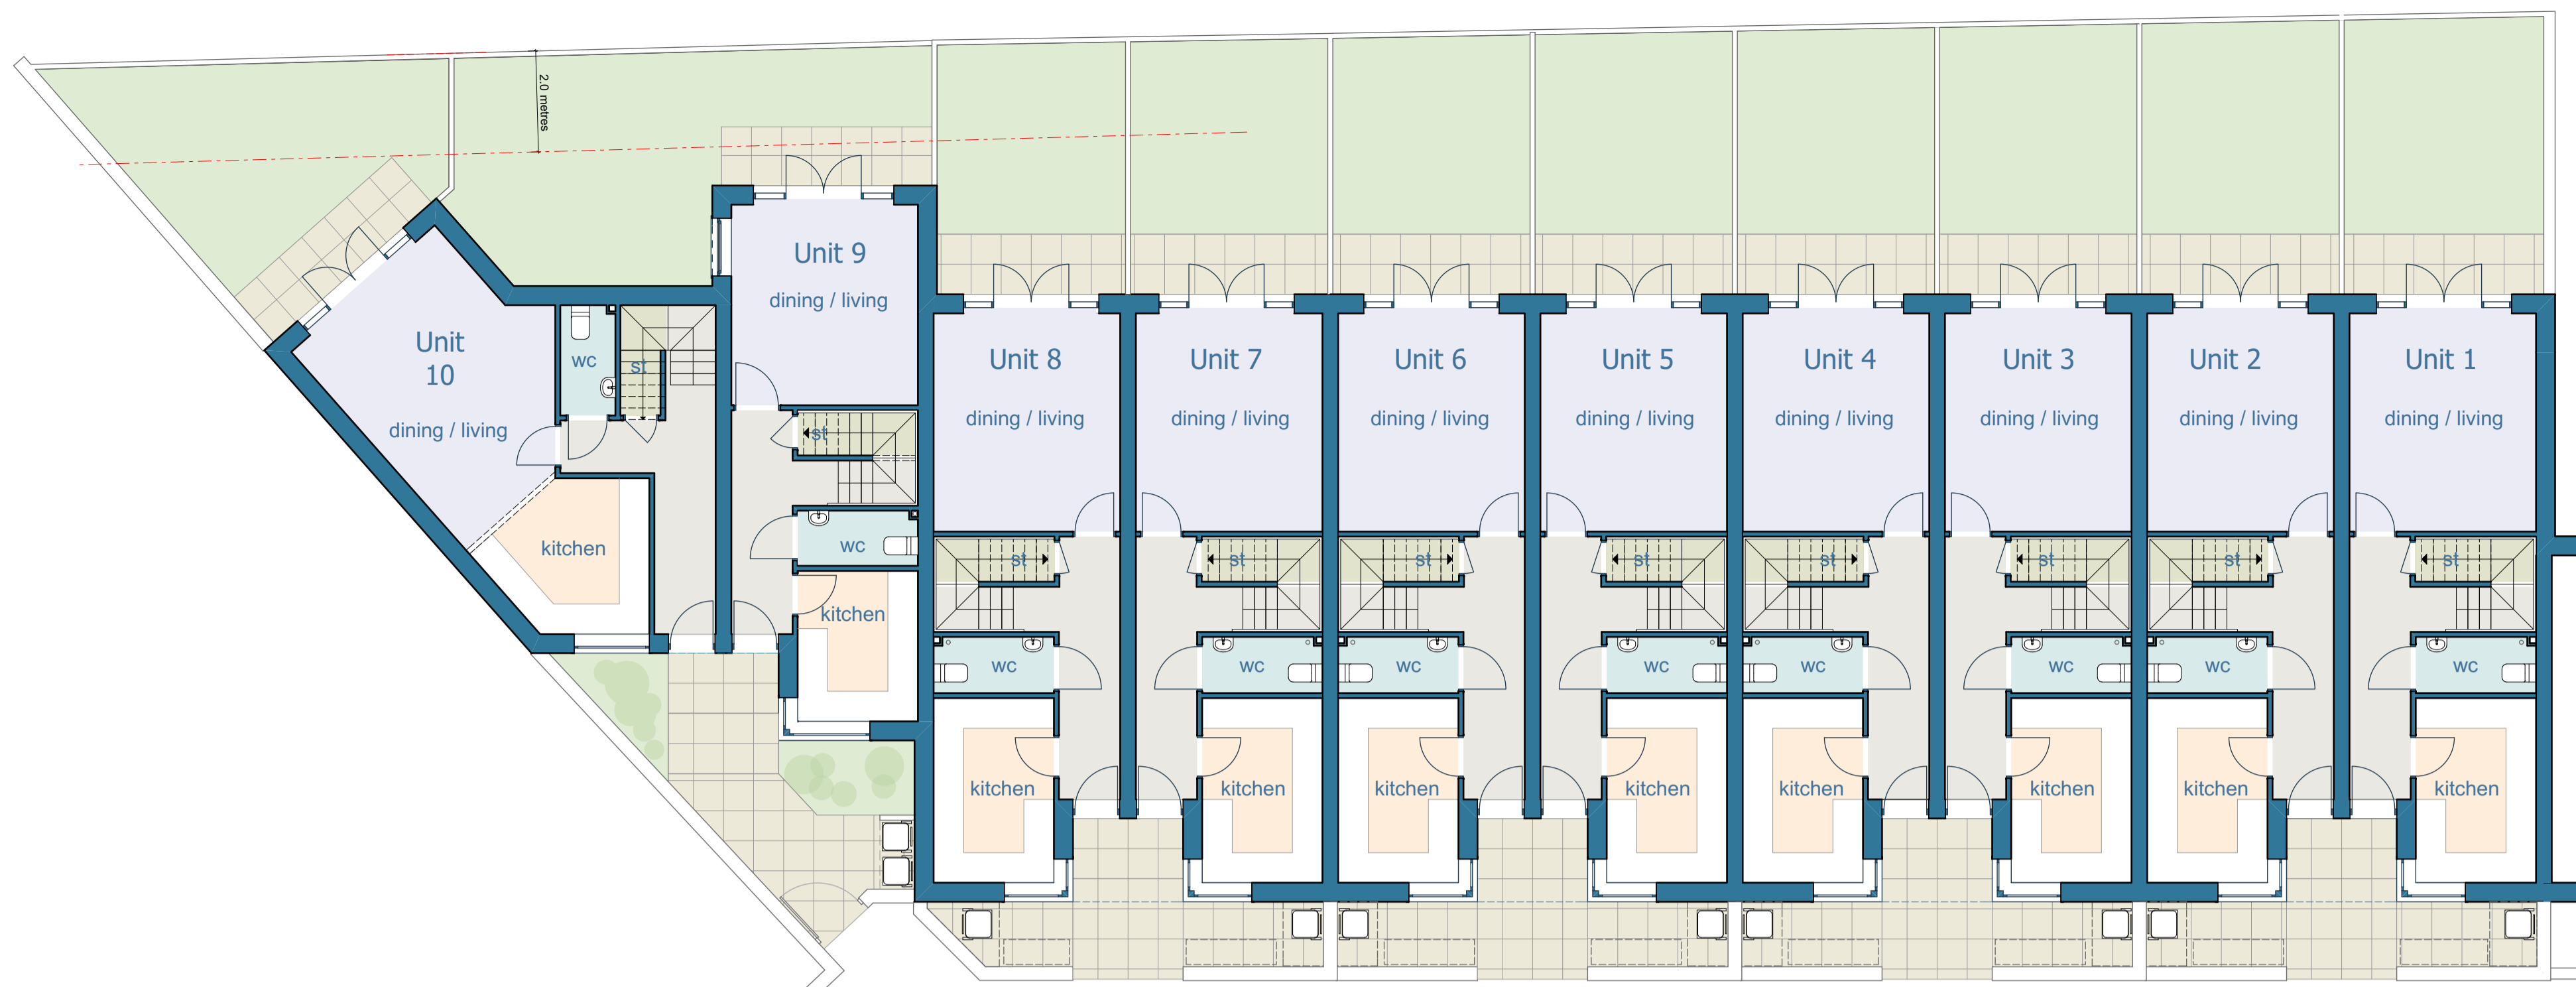 2.0 metres
Unit 9
dining / living
Unit
10
dining / living
wc
st
kitchen
st
wc
kitchen
Unit 8
dining / living
st
wc
kitchen
Unit 7
dining / living
st
wc
kitchen
Unit 6
dining / living
st
wc
kitchen
Unit 5
dining / living
st
wc
kitchen
Unit 4
dining / living
st
wc
kitchen
Unit 3
dining / living
st
wc
kitchen
Unit 2
dining / living
st
wc
kitchen
Unit 1
dining / living
st
wc
kitchen